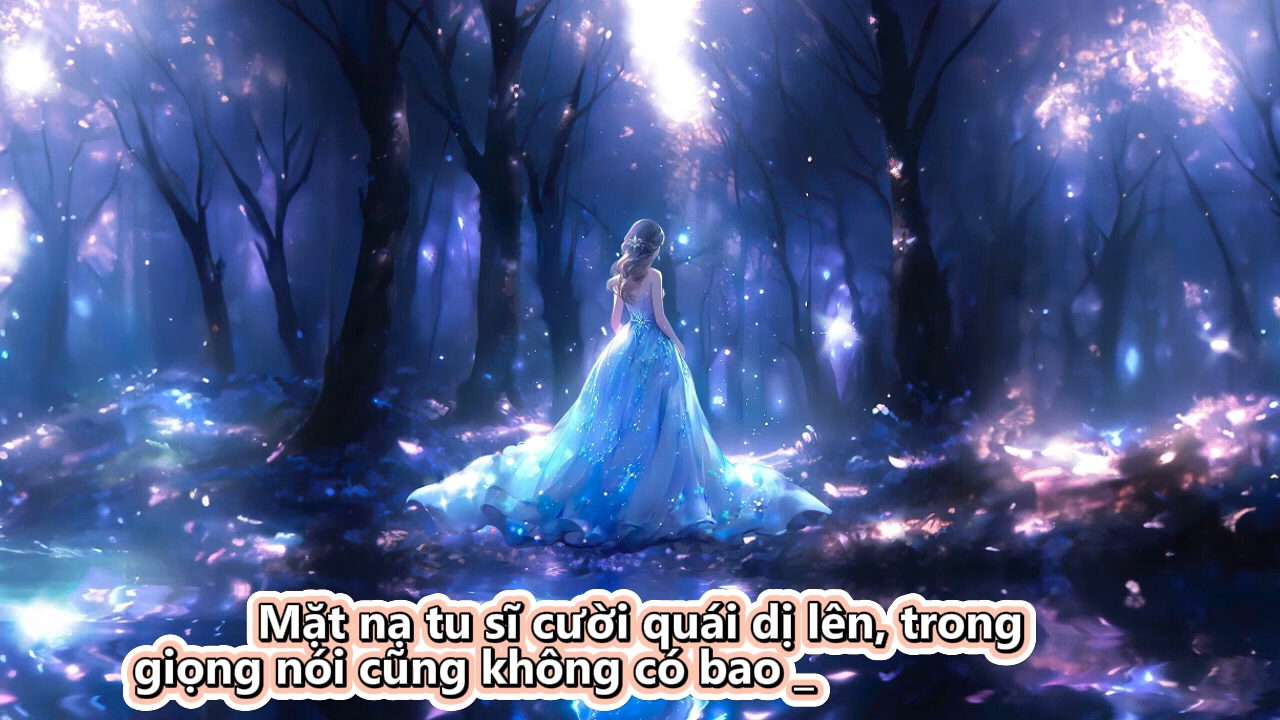 Mặt nạ tu sĩ cười quái dị lên, trong
giọng nói cũng không có bao _